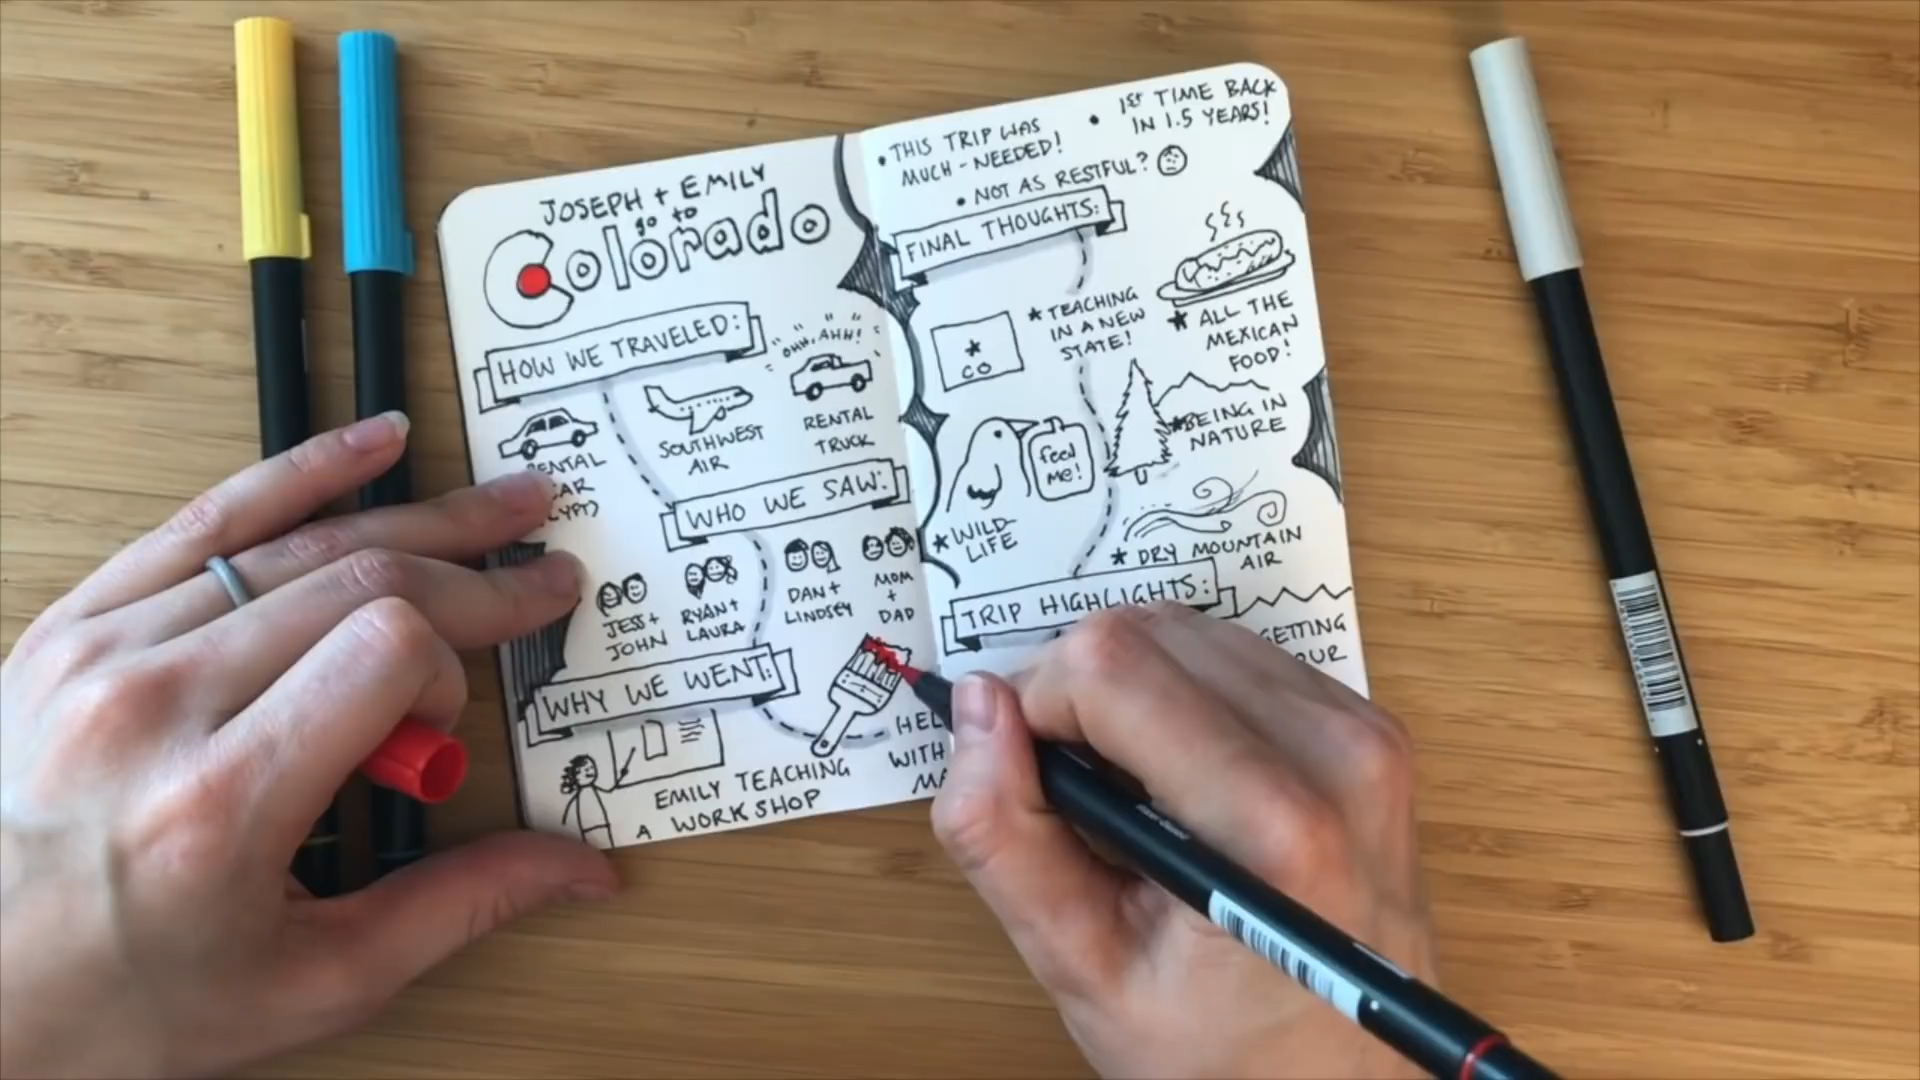 JOSEPH + EMILY
go to
Colorado
HOW WE TRAVELED:
RENTAL
CAR
SOUTHWEST
AIR
"OHH, AHH!"
RENTAL
TRUCK
WHO WE SAW:
JESS +
JOHN
RYAN +
LAURA
DAN +
LINDSEY
MOM
+
DAD
WHY WE WENT:
EMILY TEACHING
A WORKSHOP
WITH
• THIS TRIP WAS
MUCH-NEEDED!
• 1st TIME BACK
IN 1.5 YEARS!
• NOT AS RESTFUL?
FINAL THOUGHTS:
CO
* TEACHING
IN A NEW
STATE!
* ALL THE
MEXICAN
FOOD!
feed
me!
* WILD-
LIFE
* BEING IN
NATURE
* DRY MOUNTAIN
AIR
TRIP HIGHLIGHTS:
GETTING